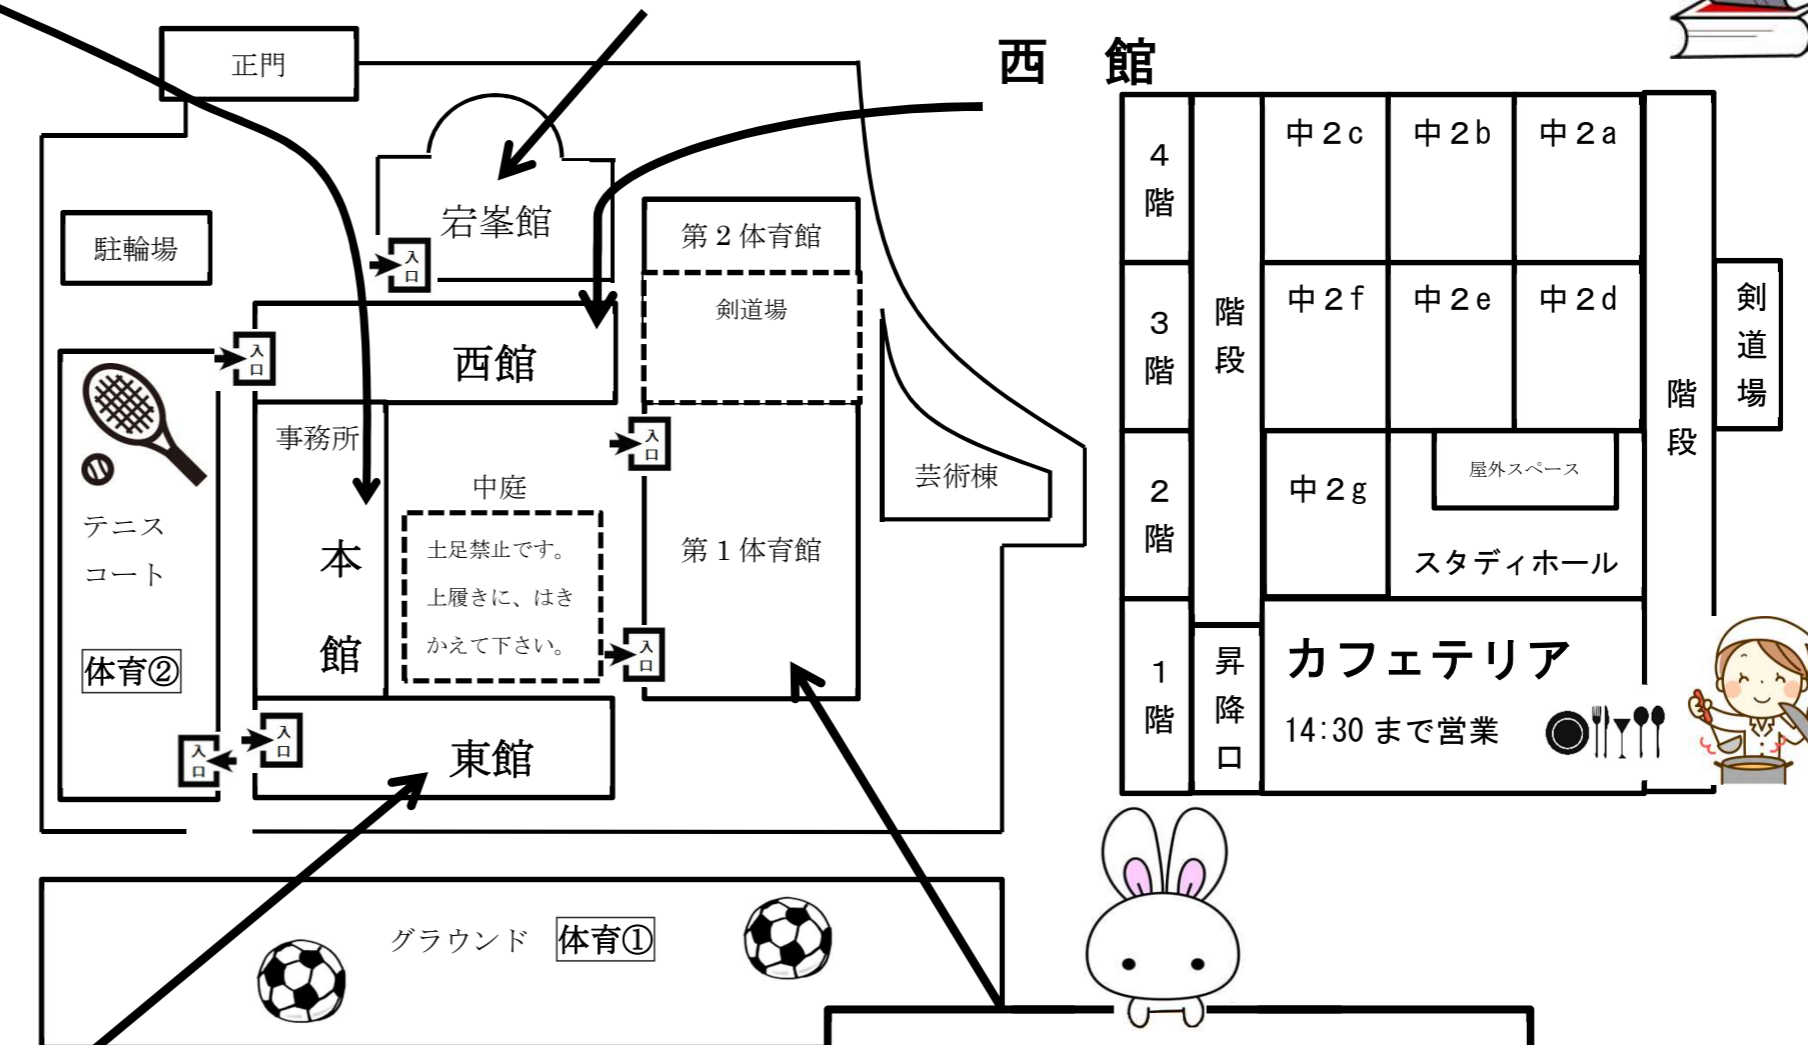 正門
西　館
岩峯館
入口
駐輪場
第２体育館
剣道場
入口
西館
事務所
入口
中庭
テニス
コート
芸術棟
土足禁止です。
上履きに、はき
かえて下さい。
本
館
第１体育館
体育②
入口
入口
入口
東館
グラウンド
体育①
4階
中２c
中２b
中２a
3階
階段
中２f
中２e
中２d
剣道場
階段
2階
中２g
屋外スペース
スタディホール
1階
昇降口
カフェテリア
14:30 まで営業